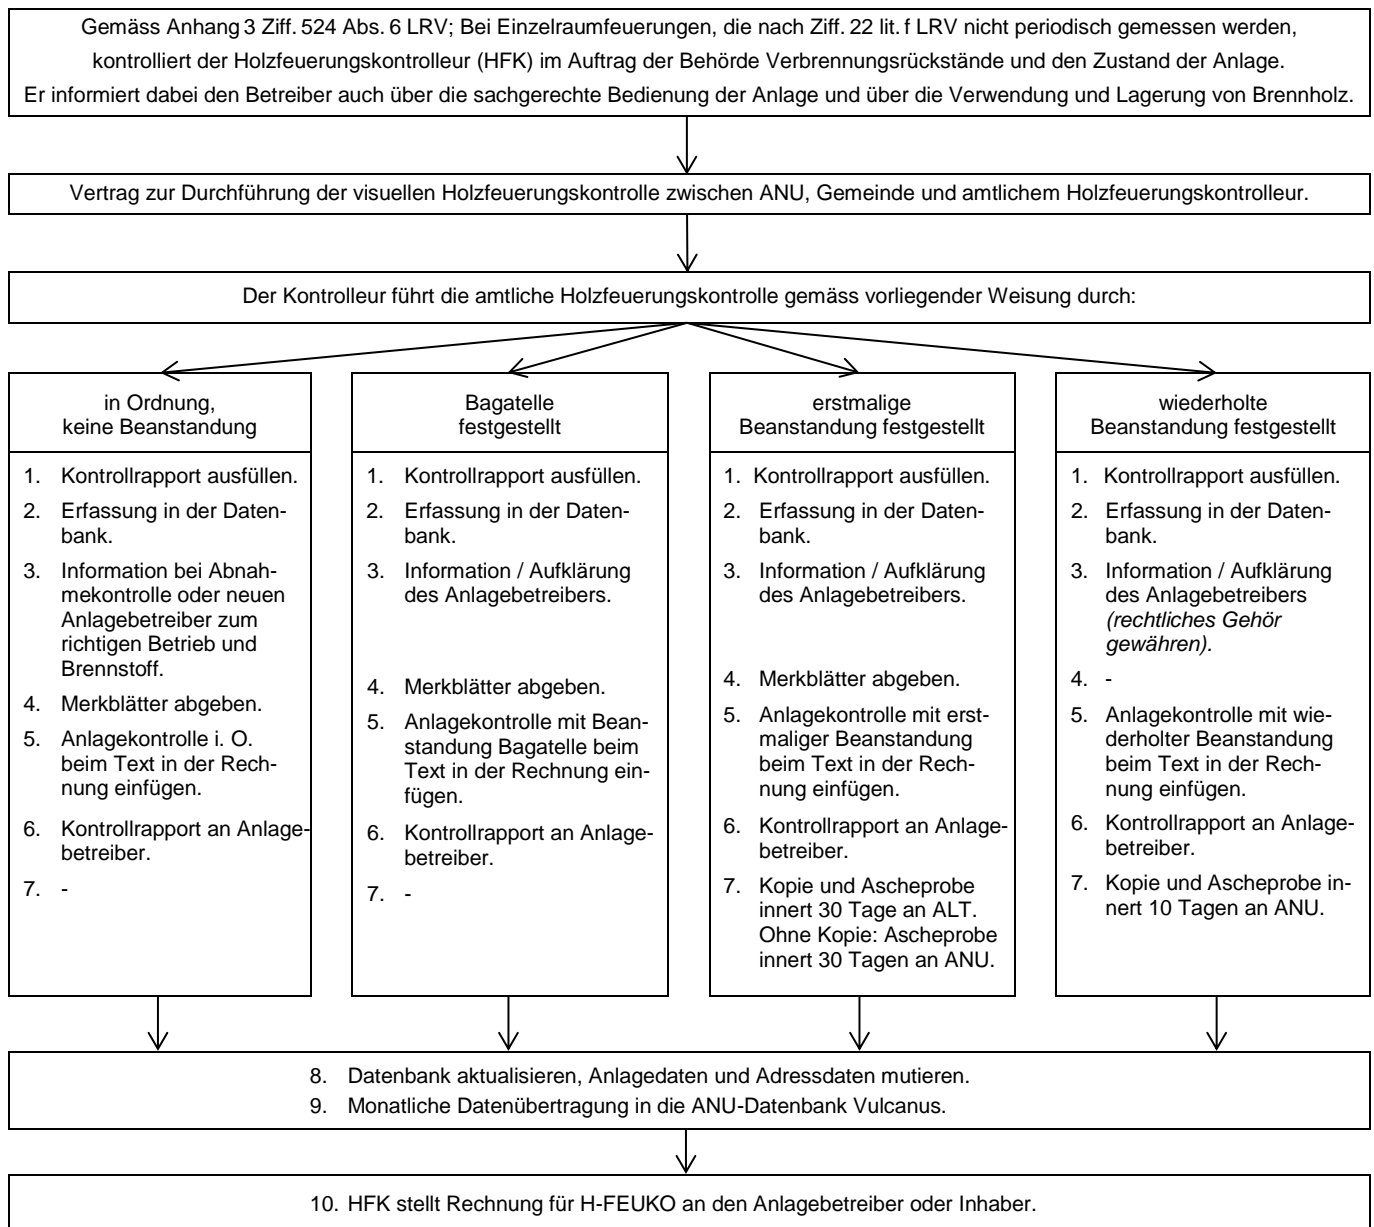 Gemäss Anhang 3 Ziff. 524 Abs. 6 LRV; Bei Einzelraumfeuerungen, die nach Ziff. 22 lit. f LRV nicht periodisch gemessen werden,
kontrolliert der Holzfeuerungskontrolleur (HFK) im Auftrag der Behörde Verbrennungsrückstände und den Zustand der Anlage.
Er informiert dabei den Betreiber auch über die sachgerechte Bedienung der Anlage und über die Verwendung und Lagerung von Brennholz.
Vertrag zur Durchführung der visuellen Holzfeuerungskontrolle zwischen ANU, Gemeinde und amtlichem Holzfeuerungskontrolleur.
Der Kontrolleur führt die amtliche Holzfeuerungskontrolle gemäss vorliegender Weisung durch:
in Ordnung,
keine Beanstandung
1. Kontrollrapport ausfüllen.
2. Erfassung in der Daten-
bank.
3. Information bei Abnah-
mekontrolle oder neuen
Anlagebetreiber zum
richtigen Betrieb und
Brennstoff.
4. Merkblätter abgeben.
5. Anlagekontrolle i. O.
beim Text in der Rech-
nung einfügen.
6. Kontrollrapport an Anlage-
betreiber.
7. -
Bagatelle
festgestellt
1. Kontrollrapport ausfüllen.
2. Erfassung in der Daten-
bank.
3. Information / Aufklärung
des Anlagebetreibers.
4. Merkblätter abgeben.
5. Anlagekontrolle mit Bean-
standung Bagatelle beim
Text in der Rechnung ein-
fügen.
6. Kontrollrapport an Anlage-
betreiber.
7. -
erstmalige
Beanstandung festgestellt
1. Kontrollrapport ausfüllen.
2. Erfassung in der Daten-
bank.
3. Information / Aufklärung
des Anlagebetreibers.
4. Merkblätter abgeben.
5. Anlagekontrolle mit erst-
maliger Beanstandung
beim Text in der Rech-
nung einfügen.
6. Kontrollrapport an Anlage-
betreiber.
7. Kopie und Ascheprobe
innert 30 Tage an ALT.
Ohne Kopie: Ascheprobe
innert 30 Tagen an ANU.
wiederholte
Beanstandung festgestellt
1. Kontrollrapport ausfüllen.
2. Erfassung in der Daten-
bank.
3. Information / Aufklärung
des Anlagebetreibers
(rechtliches Gehör
gewähren).
4. -
5. Anlagekontrolle mit wie-
derholter Beanstandung
beim Text in der Rech-
nung einfügen.
6. Kontrollrapport an Anlage-
betreiber.
7. Kopie und Ascheprobe in-
nert 10 Tagen an ANU.
8. Datenbank aktualisieren, Anlagedaten und Adressdaten mutieren.
9. Monatliche Datenübertragung in die ANU-Datenbank Vulcanus.
10. HFK stellt Rechnung für H-FEUKO an den Anlagebetreiber oder Inhaber.